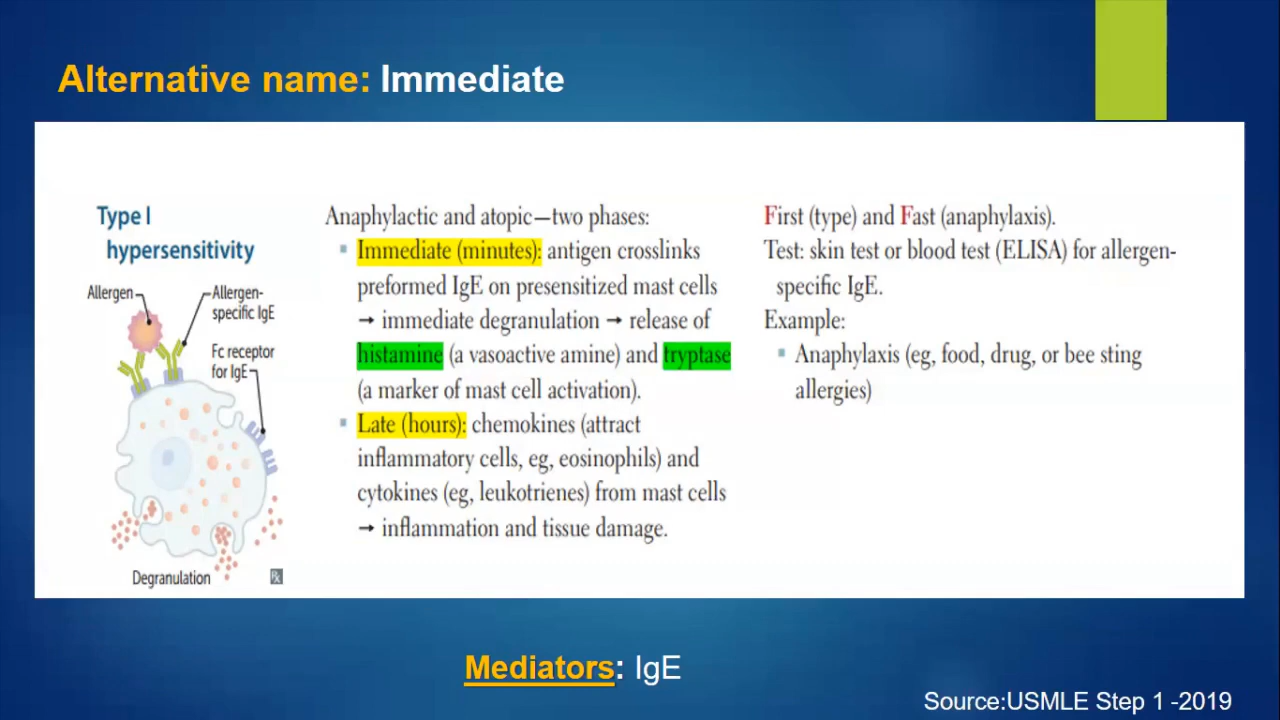 Alternative name: Immediate
Type I
hypersensitivity
Allergen
Allergen-
specific IgE
Fc receptor
for IgE
Degranulation
Rx
Anaphylactic and atopic—two phases:
▪ Immediate (minutes): antigen crosslinks
preformed IgE on presensitized mast cells
→ immediate degranulation → release of
histamine (a vasoactive amine) and tryptase
(a marker of mast cell activation).
▪ Late (hours): chemokines (attract
inflammatory cells, eg, eosinophils) and
cytokines (eg, leukotrienes) from mast cells
→ inflammation and tissue damage.
First (type) and Fast (anaphylaxis).
Test: skin test or blood test (ELISA) for allergen-
specific IgE.
Example:
▪ Anaphylaxis (eg, food, drug, or bee sting
allergies)
Mediators: IgE
Source:USMLE Step 1 -2019